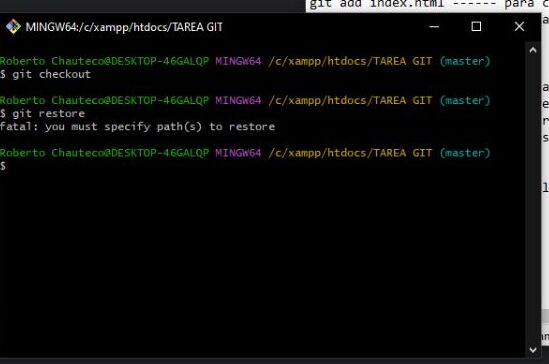 git add index.html ------ para c
MINGW64:/c/xampp/htdocs/TAREA GIT
Roberto Chauteco@DESKTOP-46GALQP MINGW64 /c/xampp/htdocs/TAREA GIT (master)
$ git checkout
Roberto Chauteco@DESKTOP-46GALQP MINGW64 /c/xampp/htdocs/TAREA GIT (master)
$ git restore
fatal: you must specify path(s) to restore
Roberto Chauteco@DESKTOP-46GALQP MINGW64 /c/xampp/htdocs/TAREA GIT (master)
$